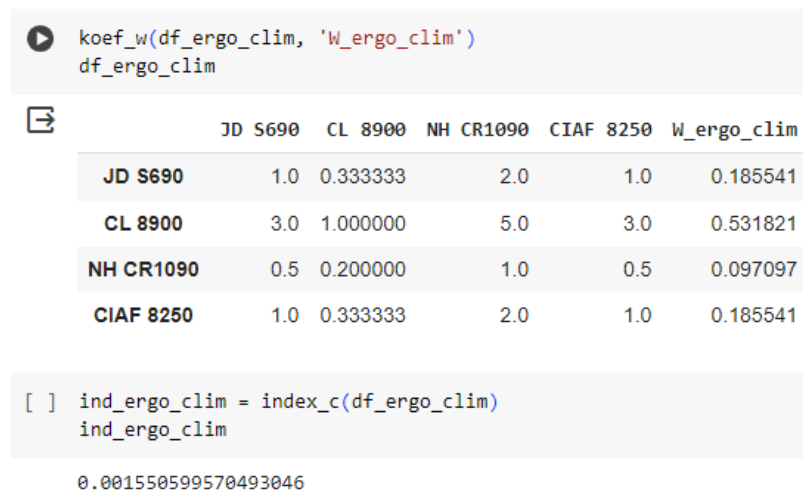 koef_w(df_ergo_clim, 'W_ergo_clim')
df_ergo_clim
JD S690 CL 8900 NH CR1090 CIAF 8250 W_ergo_clim
JD S690 1.0 0.333333 2.0 1.0 0.185541
CL 8900 3.0 1.000000 5.0 3.0 0.531821
NH CR1090 0.5 0.200000 1.0 0.5 0.097097
CIAF 8250 1.0 0.333333 2.0 1.0 0.185541
[ ] ind_ergo_clim = index_c(df_ergo_clim)
ind_ergo_clim
0.001550599570493046